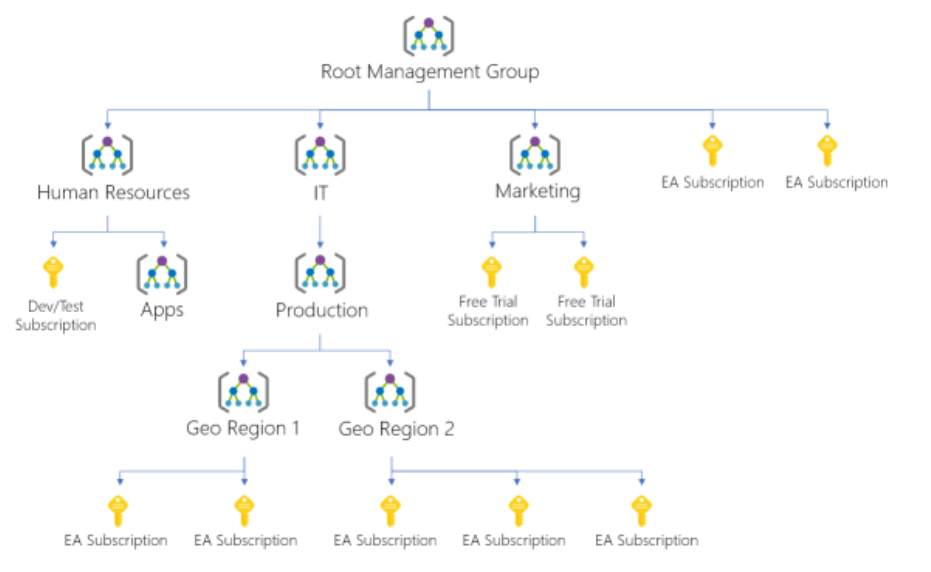 Root Management Group
EA Subscription
EA Subscription
Human Resources
IT
Marketing
Dev/Test
Subscription
Apps
Production
Free Trial
Subscription
Free Trial
Subscription
Geo Region 1
Geo Region 2
EA Subscription
EA Subscription
EA Subscription
EA Subscription
EA Subscription